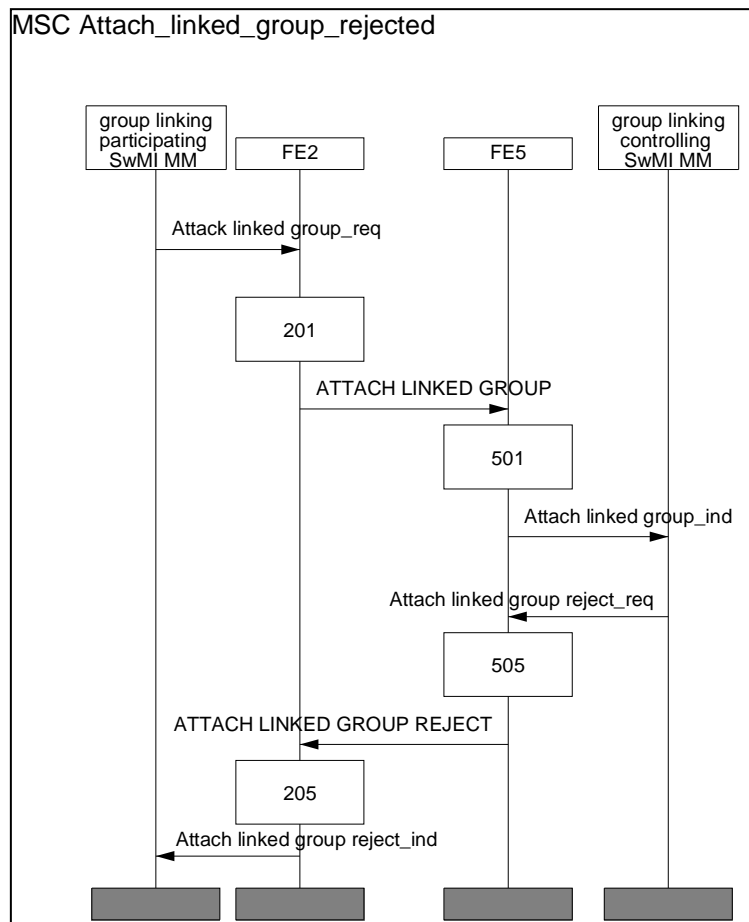 MSC Attach_linked_group_rejected
group linking
participating
SwMI MM
FE2
FE5
group linking
controlling
SwMI MM
Attack linked group_req
201
ATTACH LINKED GROUP
501
Attach linked group_ind
Attach linked group reject_req
505
ATTACH LINKED GROUP REJECT
205
Attach linked group reject_ind